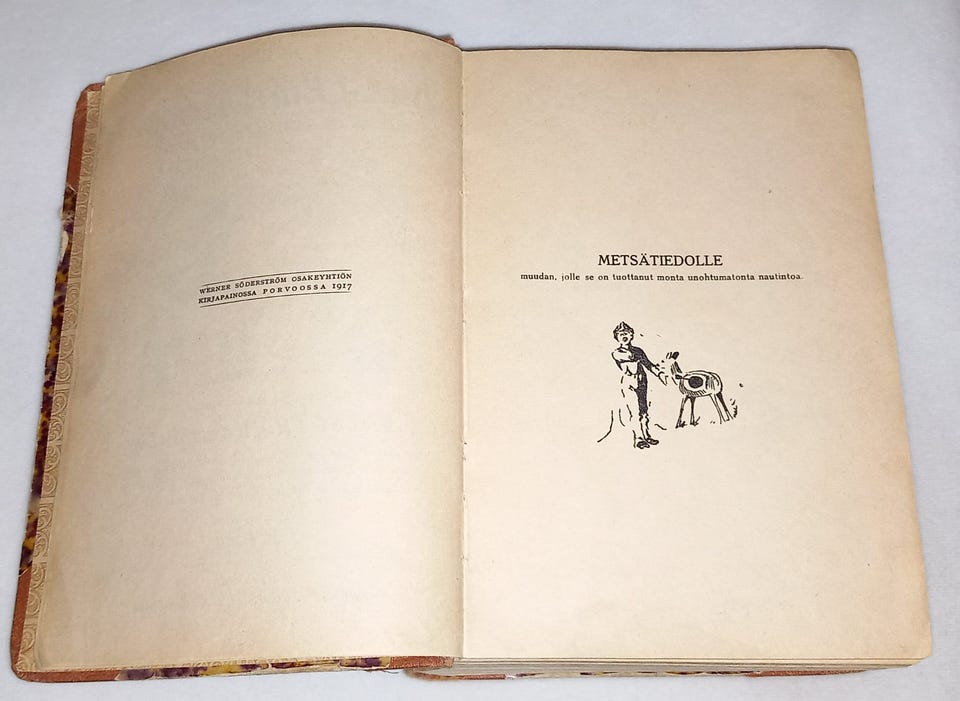 WERNER SÖDERSTRÖM OSAKEYHTIÖN
KIRJAPAINOSSA PORVOOSSA 1917
METSÄTIEDOLLE
muudan, jolle se on tuottanut monta unohtumatonta nautintoa.